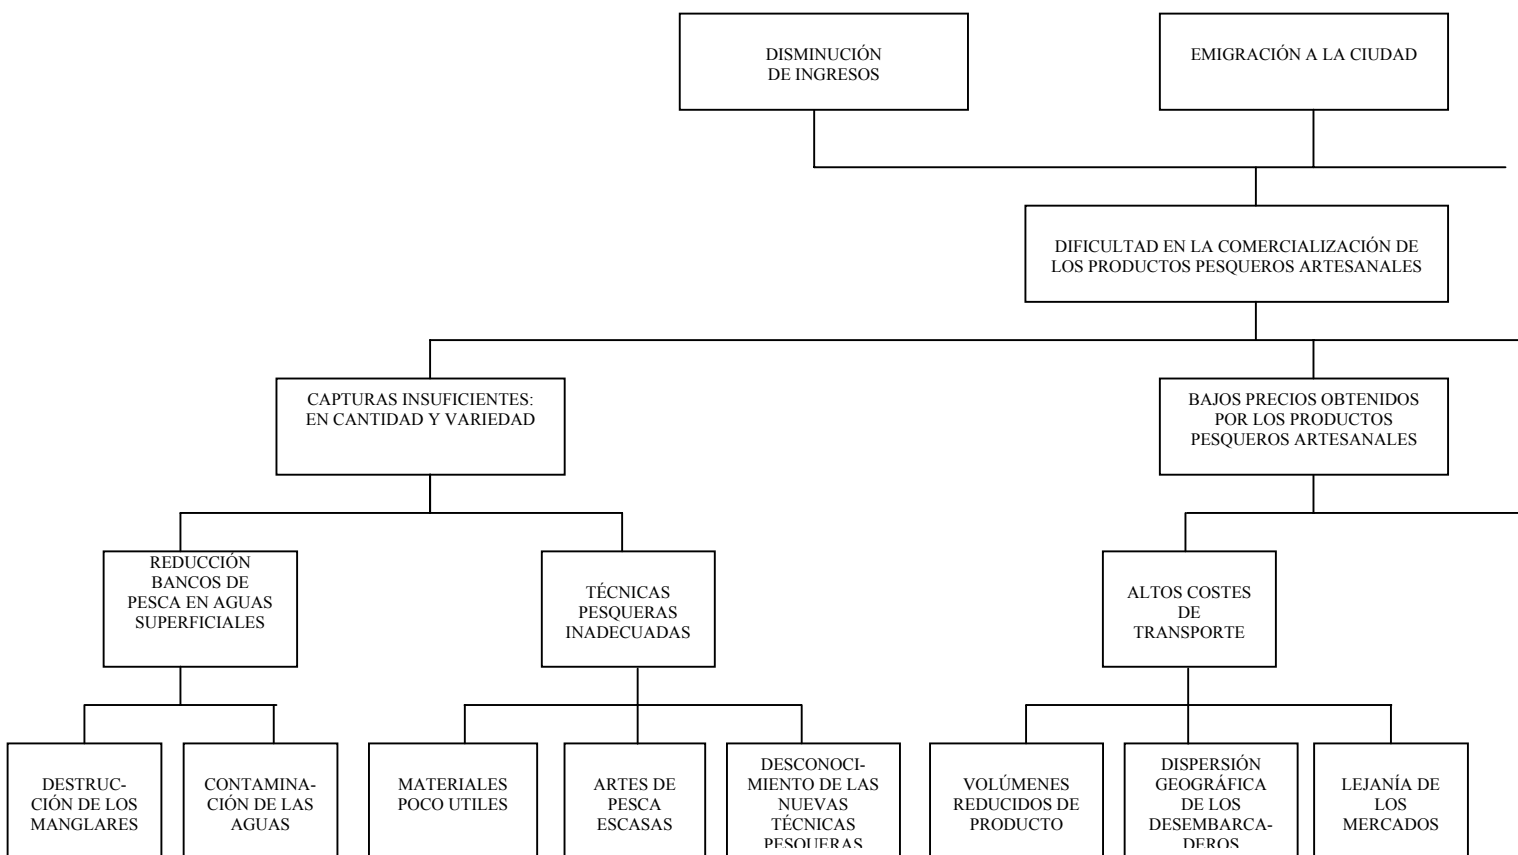 DISMINUCIÓN
DE INGRESOS
EMIGRACIÓN A LA CIUDAD
DIFICULTAD EN LA COMERCIALIZACIÓN DE
LOS PRODUCTOS PESQUEROS ARTESANALES
CAPTURAS INSUFICIENTES:
EN CANTIDAD Y VARIEDAD
BAJOS PRECIOS OBTENIDOS
POR LOS PRODUCTOS
PESQUEROS ARTESANALES
REDUCCIÓN
BANCOS DE
PESCA EN AGUAS
SUPERFICIALES
TÉCNICAS
PESQUERAS
INADECUADAS
ALTOS COSTES
DE
TRANSPORTE
DESTRUC-
CIÓN DE LOS
MANGLARES
CONTAMINA-
CIÓN DE LAS
AGUAS
MATERIALES
POCO UTILES
ARTES DE
PESCA
ESCASAS
DESCONOCI-
MIENTO DE LAS
NUEVAS
TÉCNICAS
PESQUERAS
VOLÚMENES
REDUCIDOS DE
PRODUCTO
DISPERSIÓN
GEOGRÁFICA
DE LOS
DESEMBARCA-
DEROS
LEJANÍA DE
LOS
MERCADOS